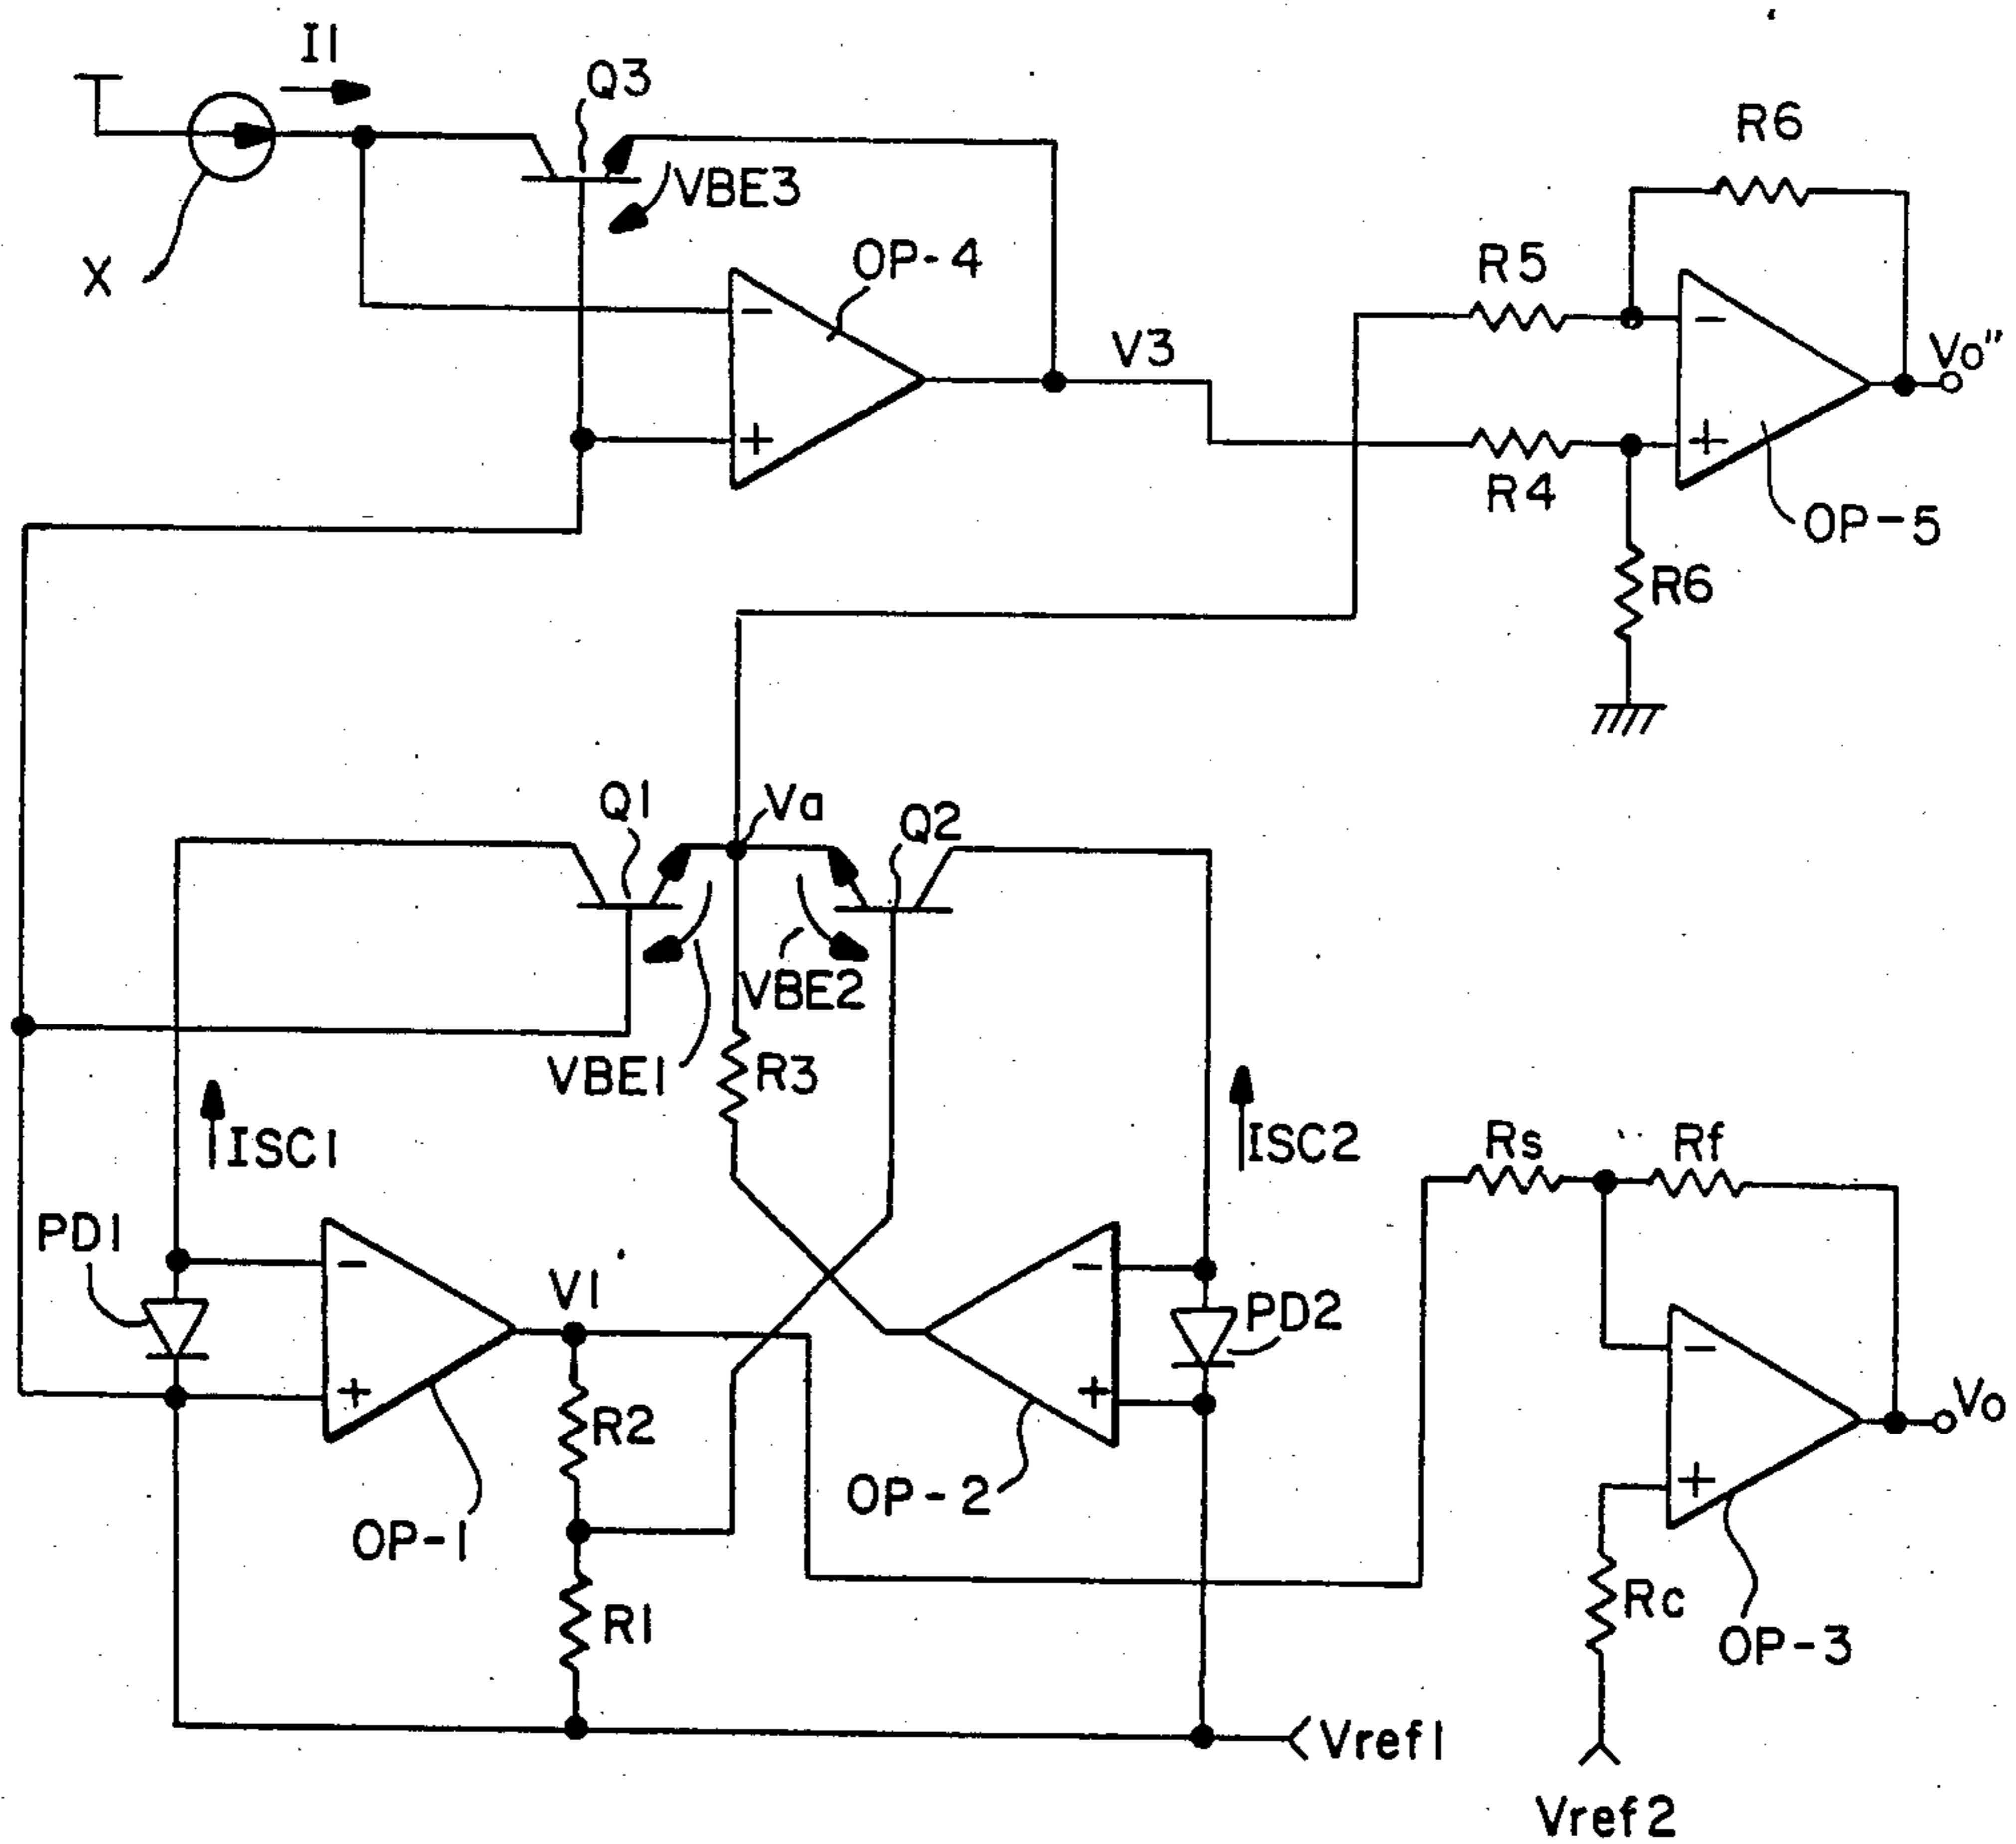 I1
Q3
R6
VBE3
X
OP-4
R5
−
−
V3
Vo"
+
+
R4
OP-5
R6
Q1
Va
Q2
VBE2
VBE1
R3
ISC1
ISC2
Rs
Rf
PD1
−
V1
−
PD2
−
+
R2
+
Vo
OP-2
+
OP-1
R1
Rc
OP-3
Vref1
Vref2